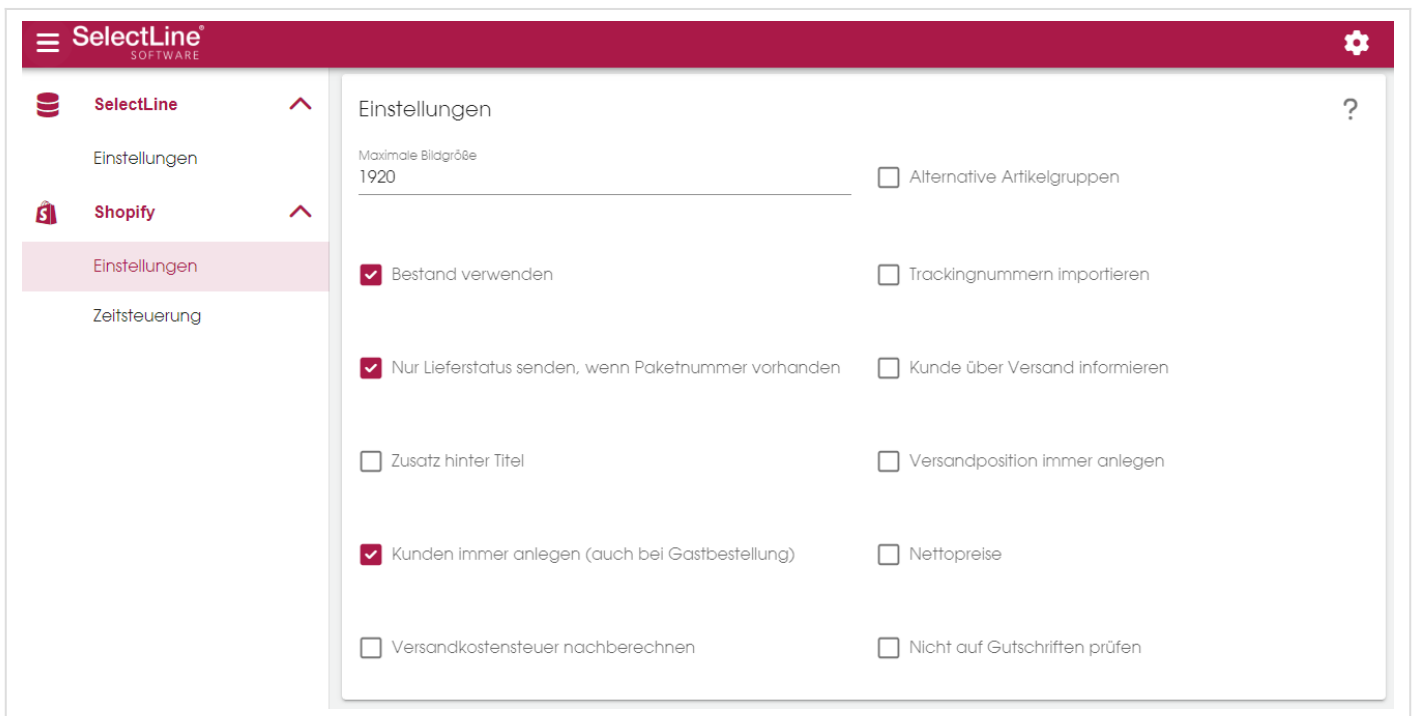 SelectLine®
SOFTWARE
SelectLine
Einstellungen
Shopify
Einstellungen
Zeitsteuerung
Einstellungen
?
Maximale Bildgröße
1920
Alternative Artikelgruppen
Bestand verwenden
Trackingnummern importieren
Nur Lieferstatus senden, wenn Paketnummer vorhanden
Kunde über Versand informieren
Zusatz hinter Titel
Versandposition immer anlegen
Kunden immer anlegen (auch bei Gastbestellung)
Nettopreise
Versandkostensteuer nachberechnen
Nicht auf Gutschriften prüfen